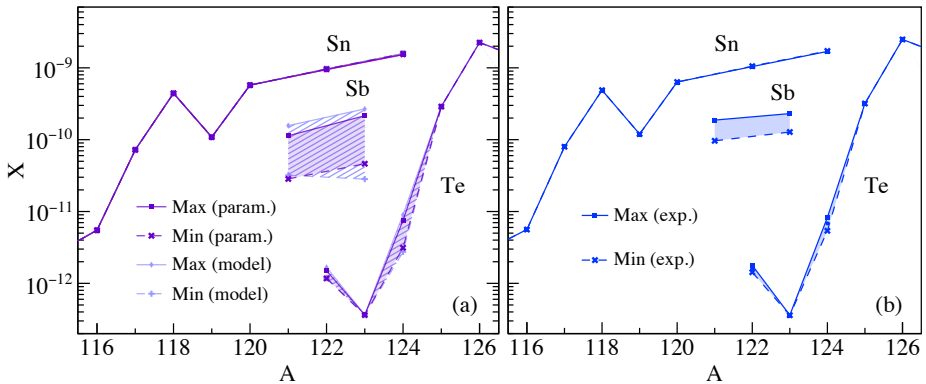 Sn
Sb
Te
X
10⁻⁹
10⁻¹⁰
10⁻¹¹
10⁻¹²
Max (param.)
Min (param.)
Max (model)
Min (model)
(a)
116 118 120 122 124 126
A
Sn
Sb
Te
Max (exp.)
Min (exp.)
(b)
116 118 120 122 124 126
A